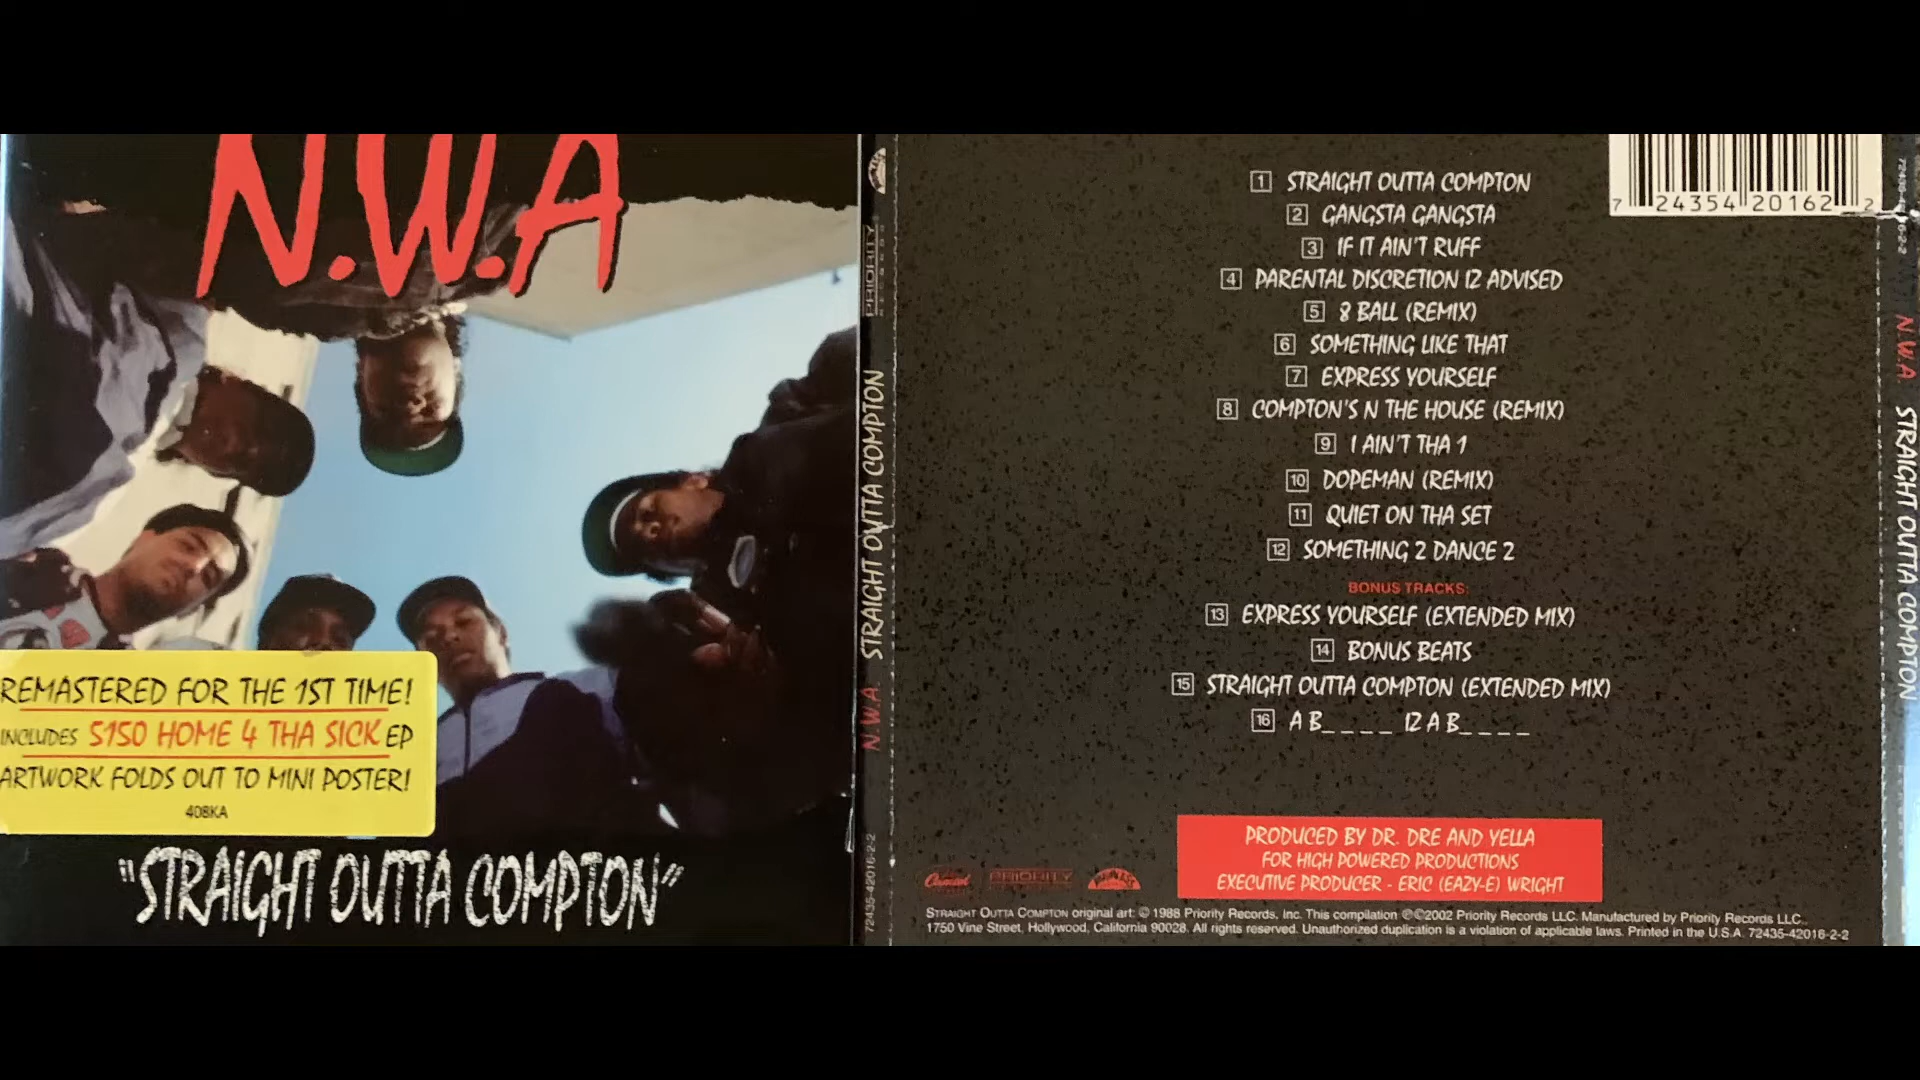 N.W.A
REMASTERED FOR THE 1ST TIME!
INCLUDES 5150 HOME 4 THA SICK EP
ARTWORK FOLDS OUT TO MINI POSTER!
408KA
"STRAIGHT OUTTA COMPTON"
PRIORITY
STRAIGHT OUTTA COMPTON
N.W.A.
72435-42016-2-2
1 STRAIGHT OUTTA COMPTON
2 GANGSTA GANGSTA
3 IF IT AIN'T RUFF
4 PARENTAL DISCRETION IZ ADVISED
5 8 BALL (REMIX)
6 SOMETHING LIKE THAT
7 EXPRESS YOURSELF
8 COMPTON'S N THE HOUSE (REMIX)
9 I AIN'T THA 1
10 DOPEMAN (REMIX)
11 QUIET ON THA SET
12 SOMETHING 2 DANCE 2
BONUS TRACKS:
13 EXPRESS YOURSELF (EXTENDED MIX)
14 BONUS BEATS
15 STRAIGHT OUTTA COMPTON (EXTENDED MIX)
16 A B_ _ _ _ IZ A B_ _ _ _
PRODUCED BY DR. DRE AND YELLA
FOR HIGH POWERED PRODUCTIONS
EXECUTIVE PRODUCER - ERIC (EAZY-E) WRIGHT
Capitol PRIORITY
STRAIGHT OUTTA COMPTON original art: © 1988 Priority Records, Inc. This compilation ℗©2002 Priority Records LLC. Manufactured by Priority Records LLC.,
1750 Vine Street, Hollywood, California 90028. All rights reserved. Unauthorized duplication is a violation of applicable laws. Printed in the U.S.A. 72435-42016-2-2
7 24354 20162 2
N.W.A.
STRAIGHT OUTTA COMPTON